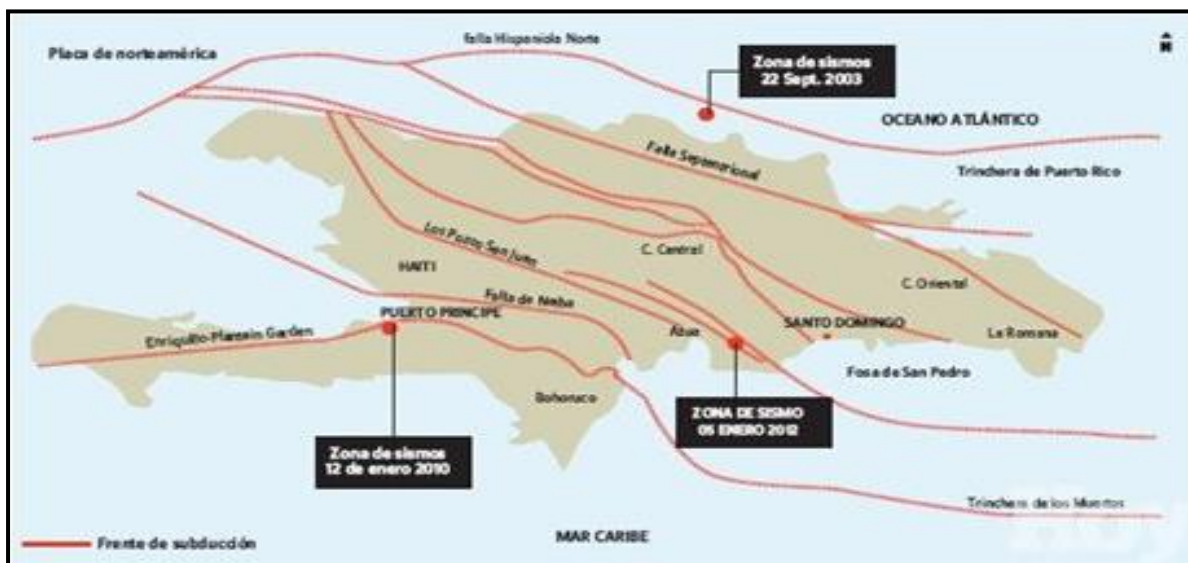 falla Hispaniola Norte
Placa de norteamérica
Zona de sismos
22 Sept. 2003
OCEANO ATLÁNTICO
Falla Septentrional
Trinchera de Puerto Rico
Los Pozos San Juan
C. Central
HAITI
C. Oriental
Falla de Neiba
PUERTO PRINCIPE
Enriquillo-Plantain Garden
Azua
SANTO DOMINGO
La Romana
Fosa de San Pedro
Bohoruco
ZONA DE SISMO
05 ENERO 2012
Zona de sismos
12 de enero 2010
Trinchera de los Muertos
MAR CARIBE
Frente de subducción
Hoy